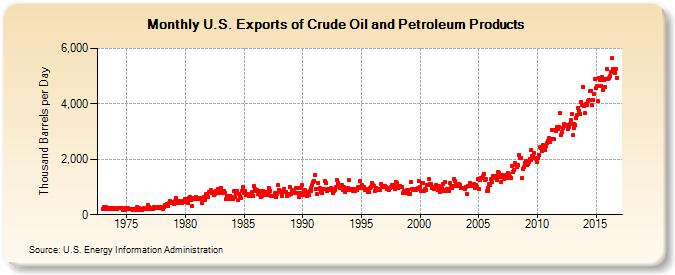 Monthly U.S. Exports of Crude Oil and Petroleum Products
Thousand Barrels per Day
6,000
4,000
2,000
0
1975 1980 1985 1990 1995 2000 2005 2010 2015
Source: U.S. Energy Information Administration